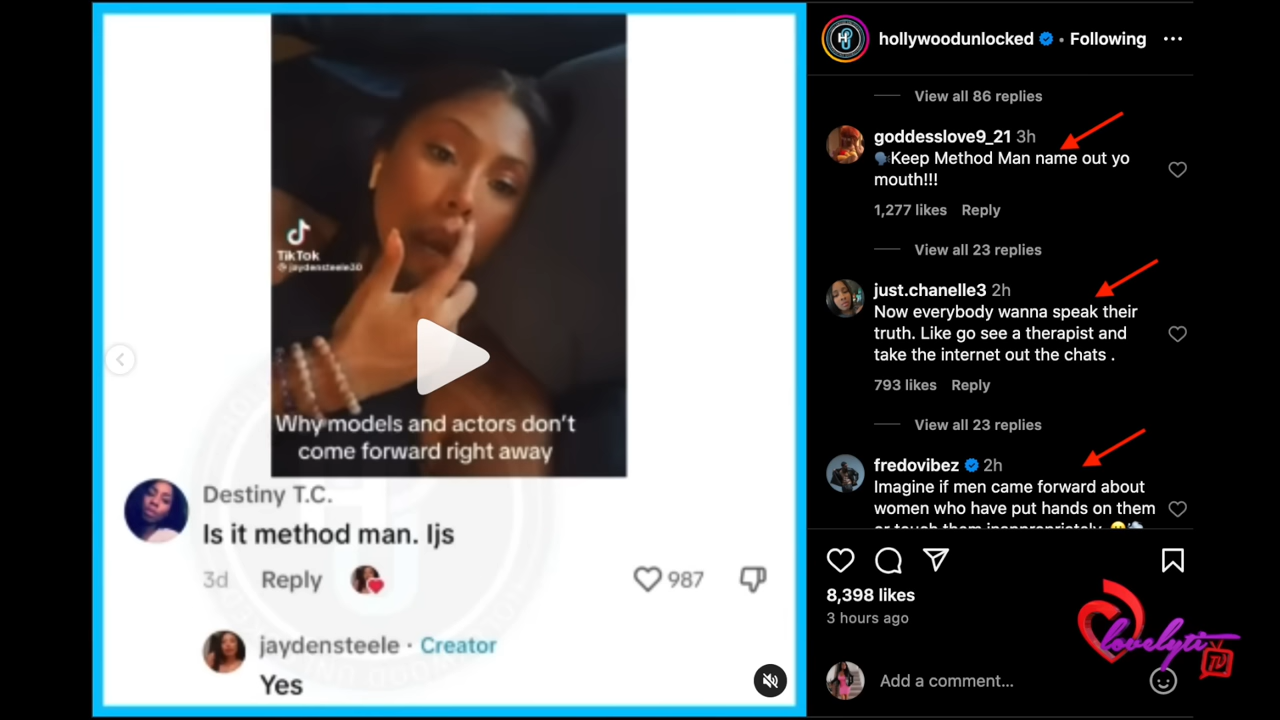 TikTok
@jaydensteele30
Why models and actors don't
come forward right away
Destiny T.C.
Is it method man. Ijs
3d Reply 987
jaydensteele · Creator
Yes
hollywoodunlocked • Following
View all 86 replies
goddesslove9_21 3h
🗣️Keep Method Man name out yo
mouth!!!
1,277 likes Reply
View all 23 replies
just.chanelle3 2h
Now everybody wanna speak their
truth. Like go see a therapist and
take the internet out the chats .
793 likes Reply
View all 23 replies
fredovibez 2h
Imagine if men came forward about
women who have put hands on them
or touch them inappropriately
8,398 likes
3 hours ago
Add a comment...
lovelyti
TV